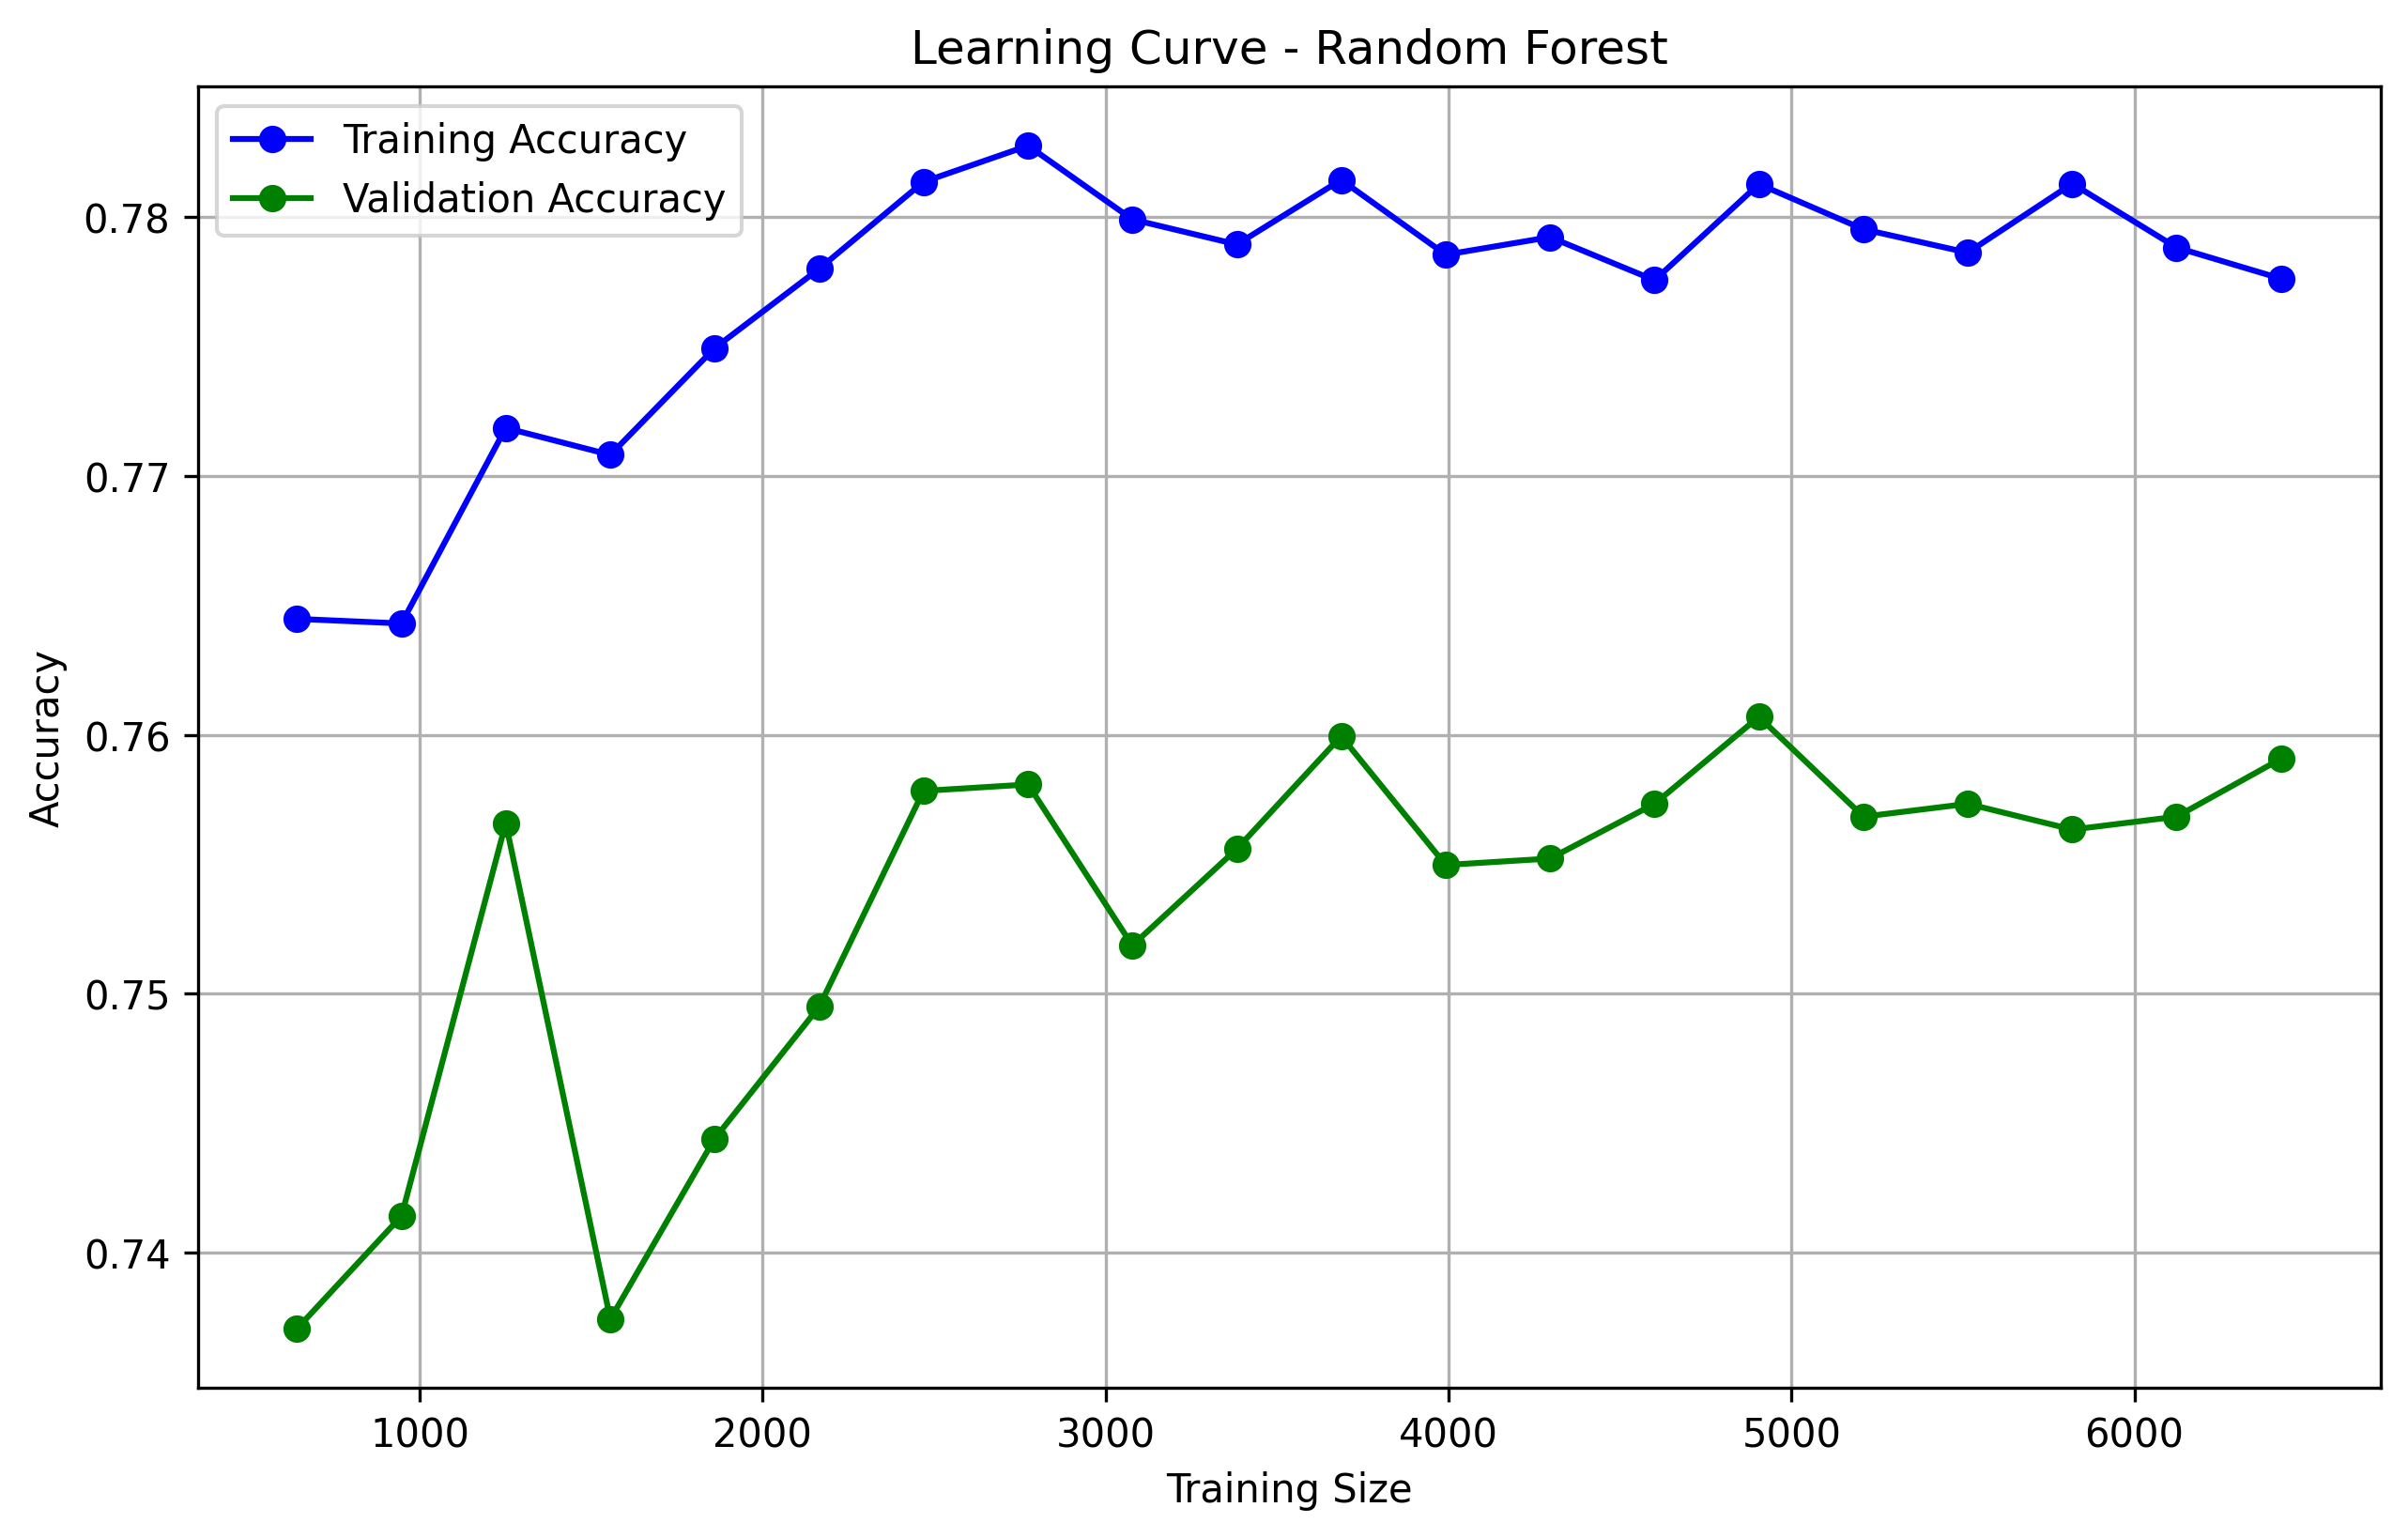 Learning Curve - Random Forest
Training Accuracy
Validation Accuracy
0.78
0.77
0.76
0.75
0.74
Accuracy
1000 2000 3000 4000 5000 6000
Training Size